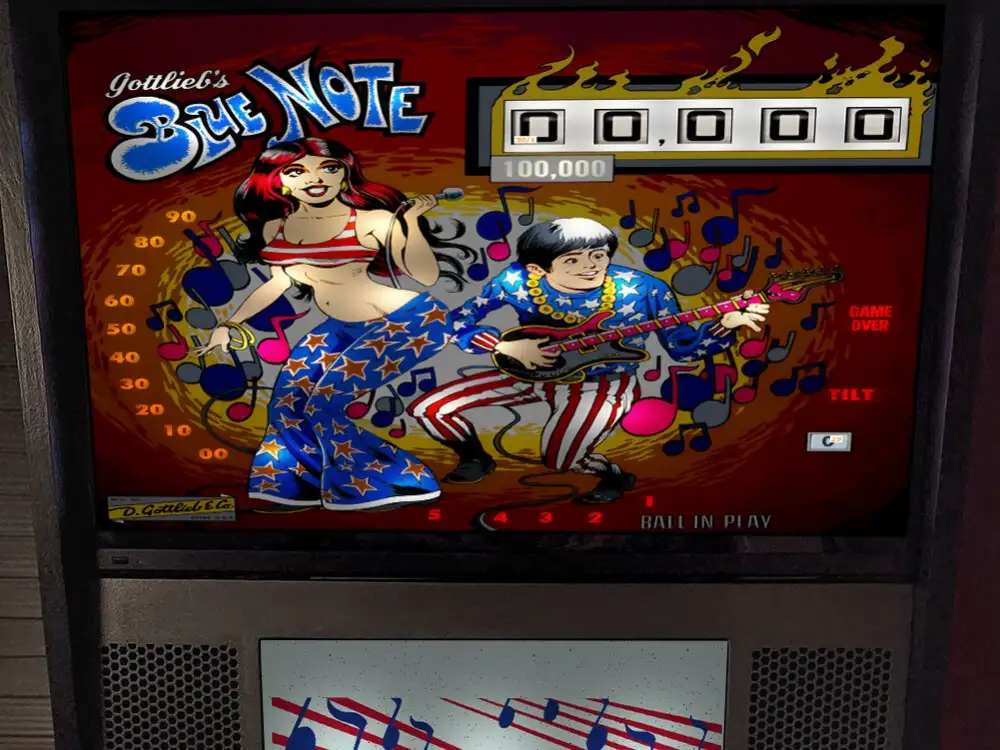 Gottlieb's
BLUE NOTE
00,000
100,000
90
80
70
60
50
40
30
20
10
00
GAME
OVER
TILT
D. Gottlieb & Co.
5 4 3 2 1
BALL IN PLAY